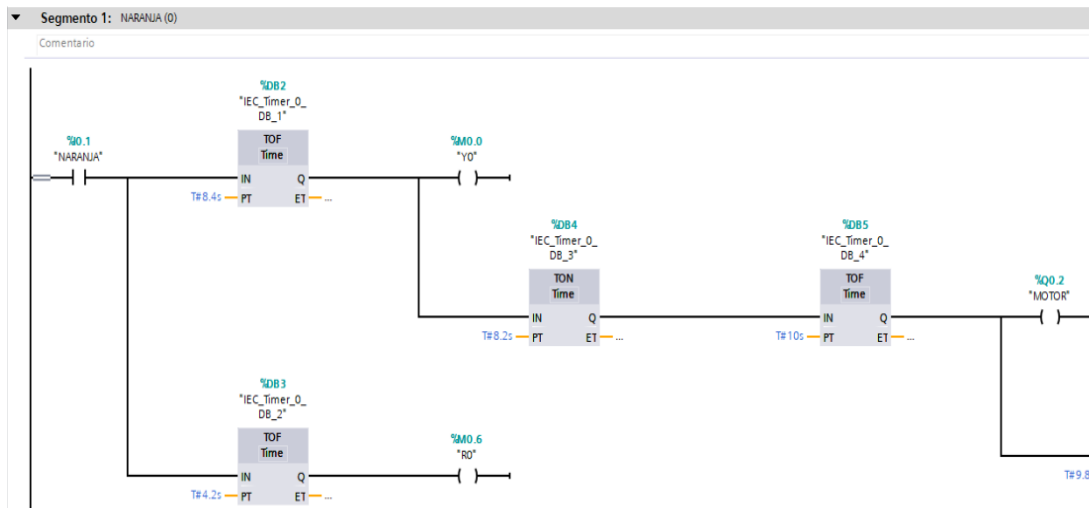 Segmento 1: NARANJA (0)
Comentario
%DB2
"IEC_Timer_0_
DB_1"
%I0.1
"NARANJA"
TOF
Time
%M0.0
"Y0"
IN Q
T#8.4s PT ET ...
%DB4
"IEC_Timer_0_
DB_3"
%DB5
"IEC_Timer_0_
DB_4"
TON
Time
TOF
Time
%Q0.2
"MOTOR"
IN Q
IN Q
T#8.2s PT ET ...
T#10s PT ET ...
%DB3
"IEC_Timer_0_
DB_2"
TOF
Time
%M0.6
"R0"
IN Q
T#4.2s PT ET ...
T#9.8